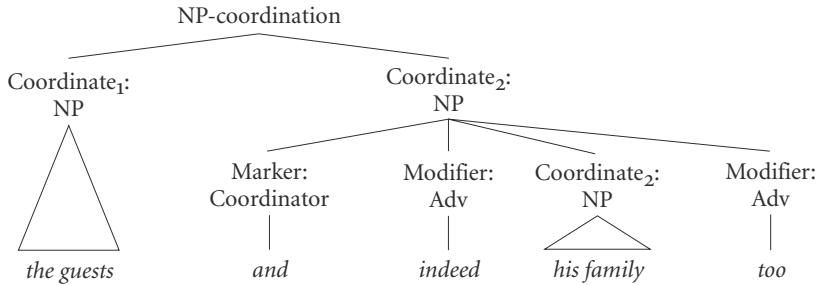 NP-coordination
Coordinate₁: Coordinate₂:
NP NP
Marker: Modifier: Coordinate₂: Modifier:
Coordinator Adv NP Adv
the guests and indeed his family too